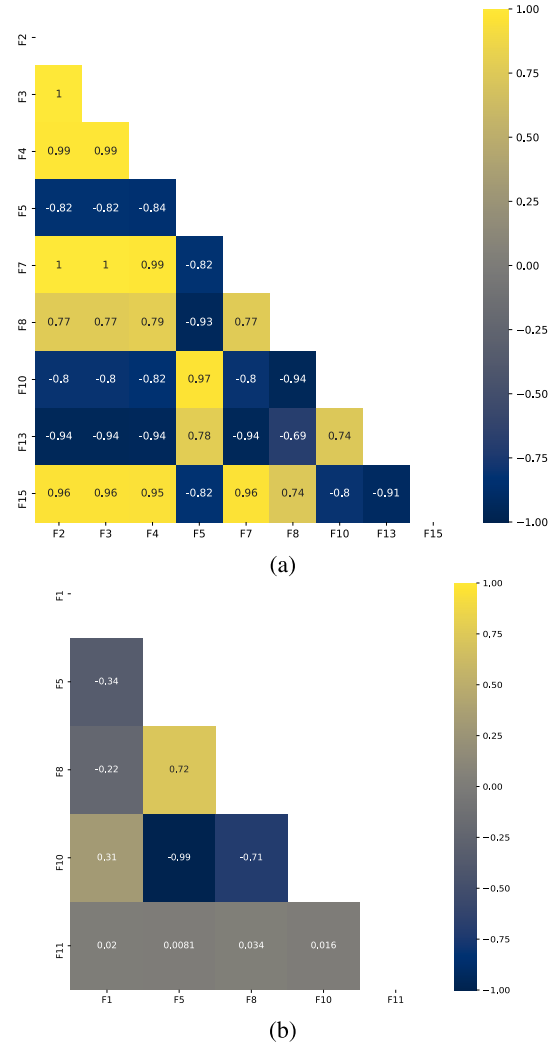 F2
F3 1
F4 0.99 0.99
F5 -0.82 -0.82 -0.84
F7 1 1 0.99 -0.82
F8 0.77 0.77 0.79 -0.93 0.77
F10 -0.8 -0.8 -0.82 0.97 -0.8 -0.94
F13 -0.94 -0.94 -0.94 0.78 -0.94 -0.69 0.74
F15 0.96 0.96 0.95 -0.82 0.96 0.74 -0.8 -0.91
F2 F3 F4 F5 F7 F8 F10 F13 F15
1.00
0.75
0.50
0.25
0.00
-0.25
-0.50
-0.75
-1.00
(a)
F1
F5 -0.34
F8 -0.22 0.72
F10 0.31 -0.99 -0.71
F11 0.02 0.0081 0.034 0.016
F1 F5 F8 F10 F11
1.00
0.75
0.50
0.25
0.00
-0.25
-0.50
-0.75
-1.00
(b)